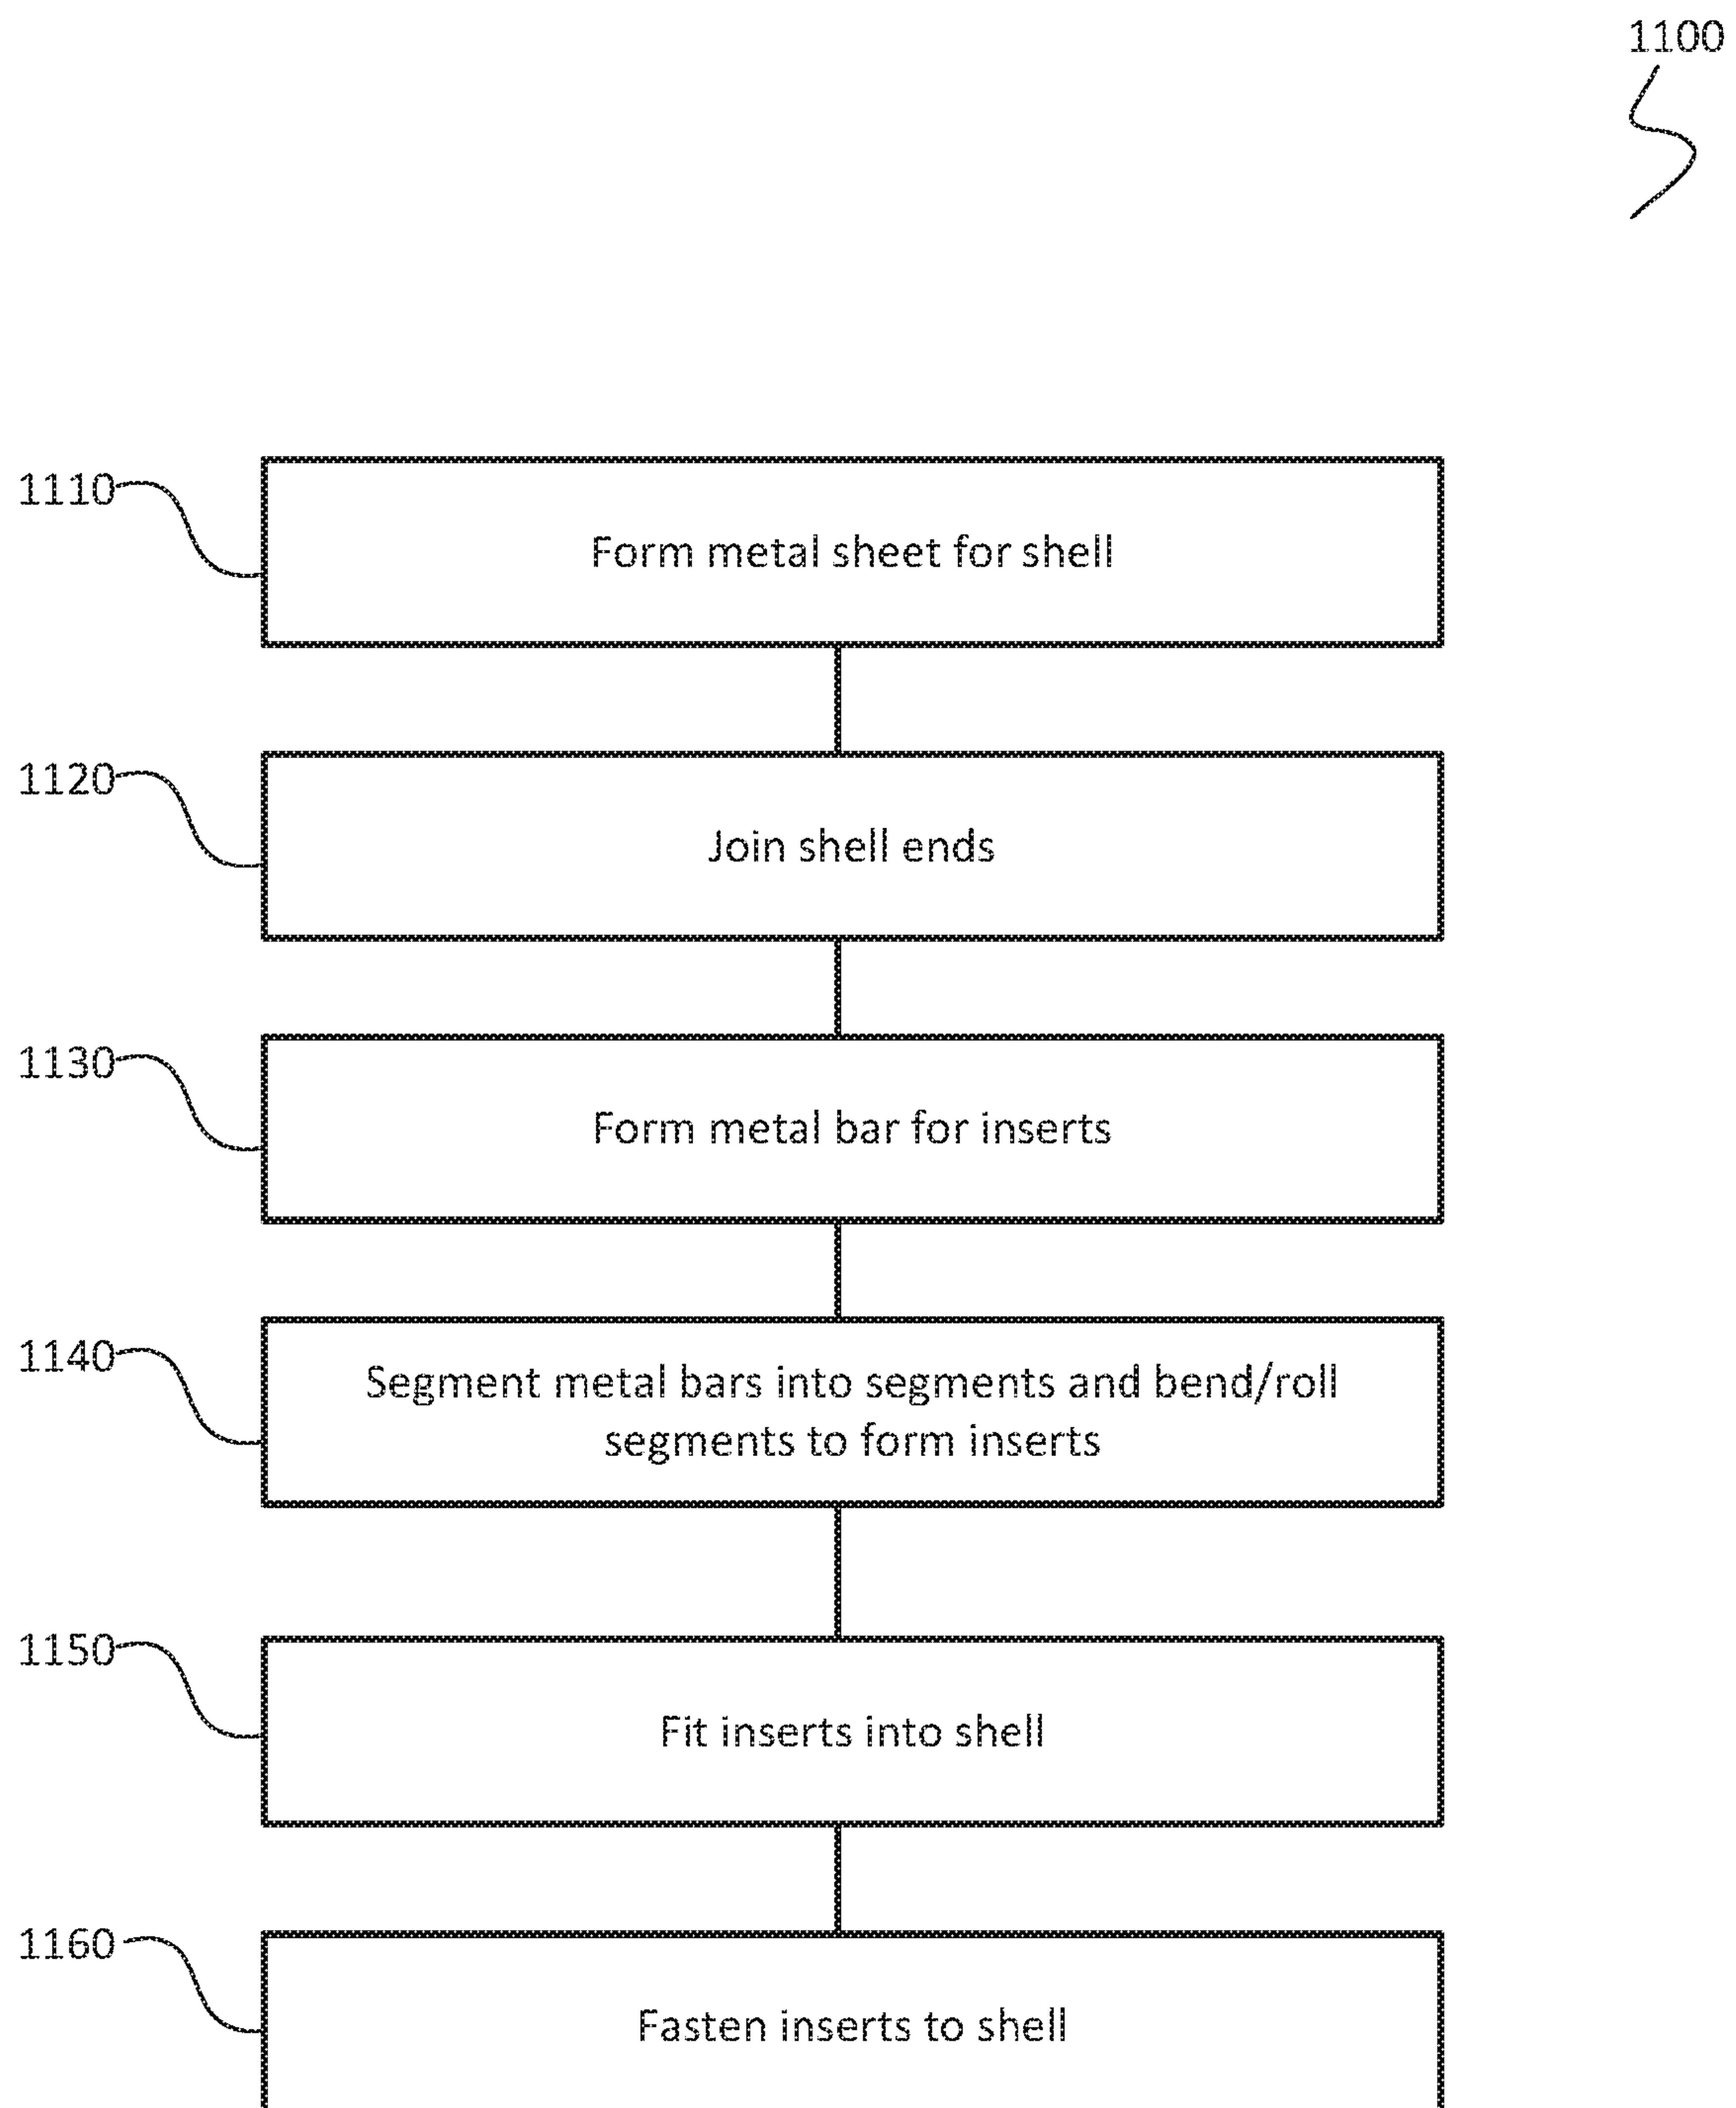 1100
1110
Form metal sheet for shell
1120
Join shell ends
1130
Form metal bar for inserts
1140
Segment metal bars into segments and bend/roll
segments to form inserts
1150
Fit inserts into shell
1160
Fasten inserts to shell